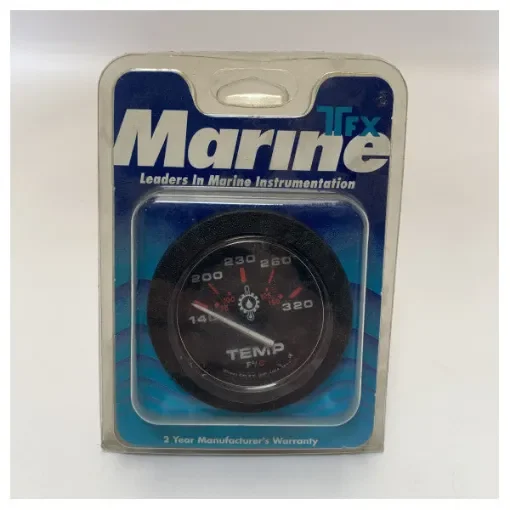 TFX
Marine
Leaders In Marine Instrumentation
140 200 230 260 320
TEMP
2 Year Manufacturer's Warranty